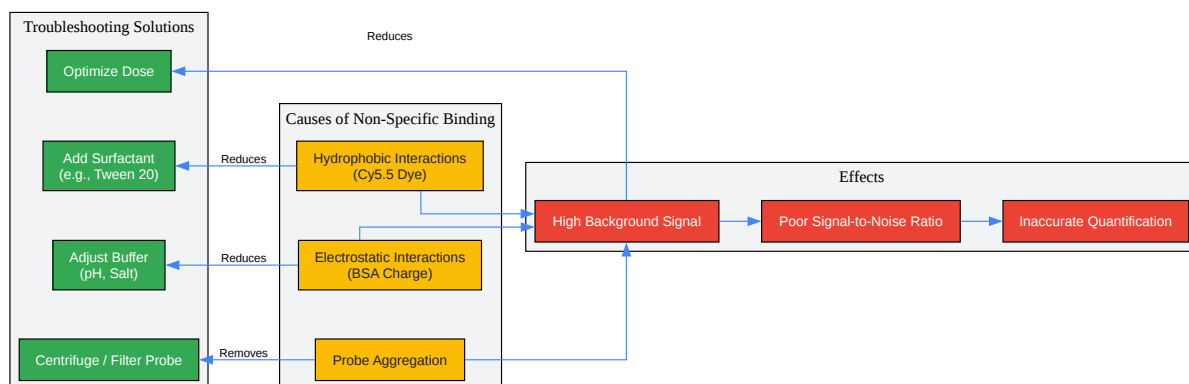 Troubleshooting Solutions
Reduces
Optimize Dose
Causes of Non-Specific Binding
Add Surfactant
(e.g., Tween 20)
Reduces
Hydrophobic Interactions
(Cy5.5 Dye)
Effects
High Background Signal
Poor Signal-to-Noise Ratio
Inaccurate Quantification
Adjust Buffer
(pH, Salt)
Reduces
Electrostatic Interactions
(BSA Charge)
Centrifuge / Filter Probe
Removes
Probe Aggregation